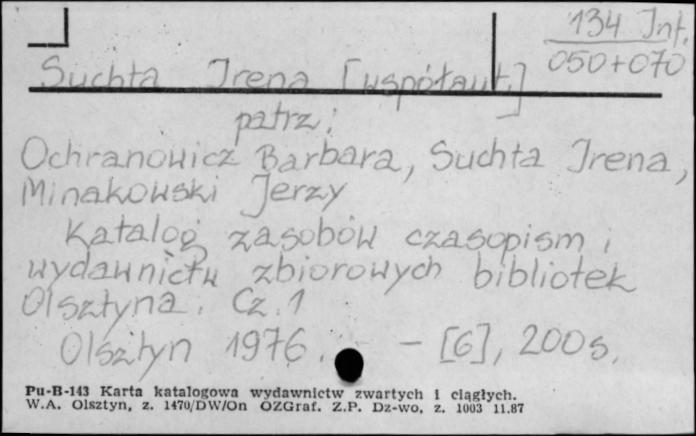 134 Int.
050+070
Suchta Irena [współaut.]
patrz:
Ochranowicz Barbara, Suchta Irena,
Minakowski Jerzy
Katalog zasobów czasopism i
wydawnictw zbiorowych bibliotek
Olsztyna. Cz. 1
Olsztyn 1976. - [6], 200 s.
Pu-B-143 Karta katalogowa wydawnictw zwartych i ciągłych.
W.A. Olsztyn, z. 1470/DW/On OZGraf. Z.P. Dz-wo, z. 1003 11.87